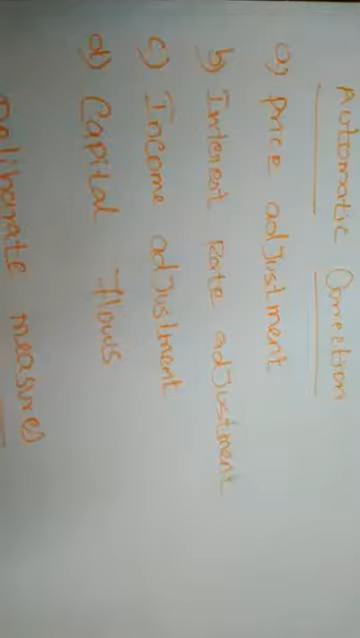 Automatic Correction
a) Price adjustment
b) Interest Rate adjustment
c) Income adjustment
d) Capital flows
Deliberate measures